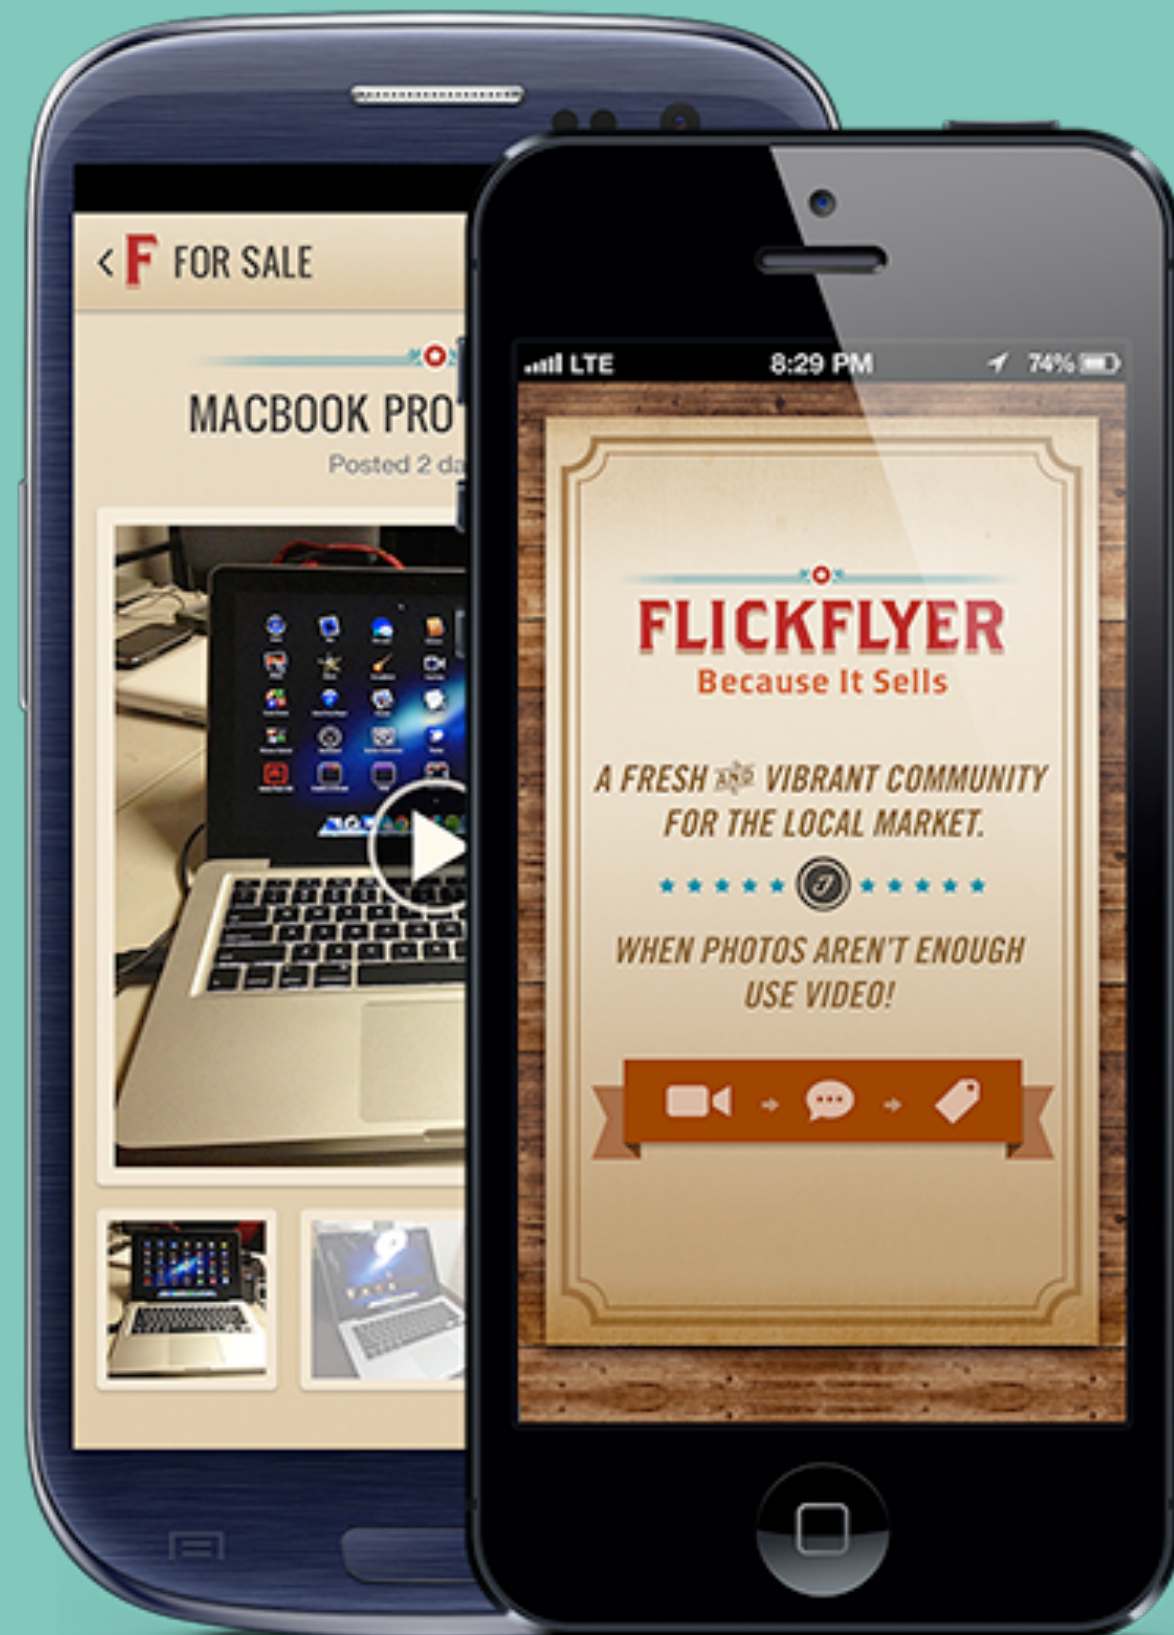 F FOR SALE
MACBOOK PRO
Posted 2 da
LTE 8:29 PM 74%
FLICKFLYER
Because It Sells
A FRESH AND VIBRANT COMMUNITY
FOR THE LOCAL MARKET.
WHEN PHOTOS AREN'T ENOUGH
USE VIDEO!